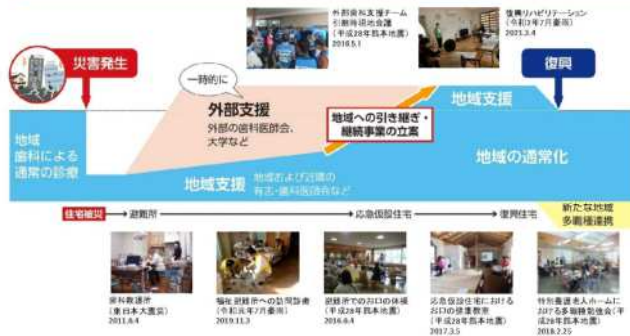 外部歯科支援チーム
引継時現地会議
(平成28年熊本地震)
2016.5.1
復興リハビリテーション
(令和2年7月豪雨)
2021.3.4
災害発生
復興
一時的に
外部支援
外部の歯科医師会、
大学など
地域への引き継ぎ・
継続事業の立案
地域支援
地域
歯科による
通常の診療
地域支援
地域および近隣の
有志・歯科医師会など
地域の通常化
住宅被災
避難所
応急仮設住宅
復興住宅
新たな地域
多職種連携
歯科救護所
(東日本大震災)
2011.6.4
福祉避難所への訪問診療
(令和元年7月豪雨)
2019.11.3
避難所でのお口の体操
(平成28年熊本地震)
2016.6.4
応急仮設住宅における
お口の健康教室
(平成28年熊本地震)
2017.3.5
特別養護老人ホームに
おける多職種勉強会
(平成28年熊本地震)
2018.2.25